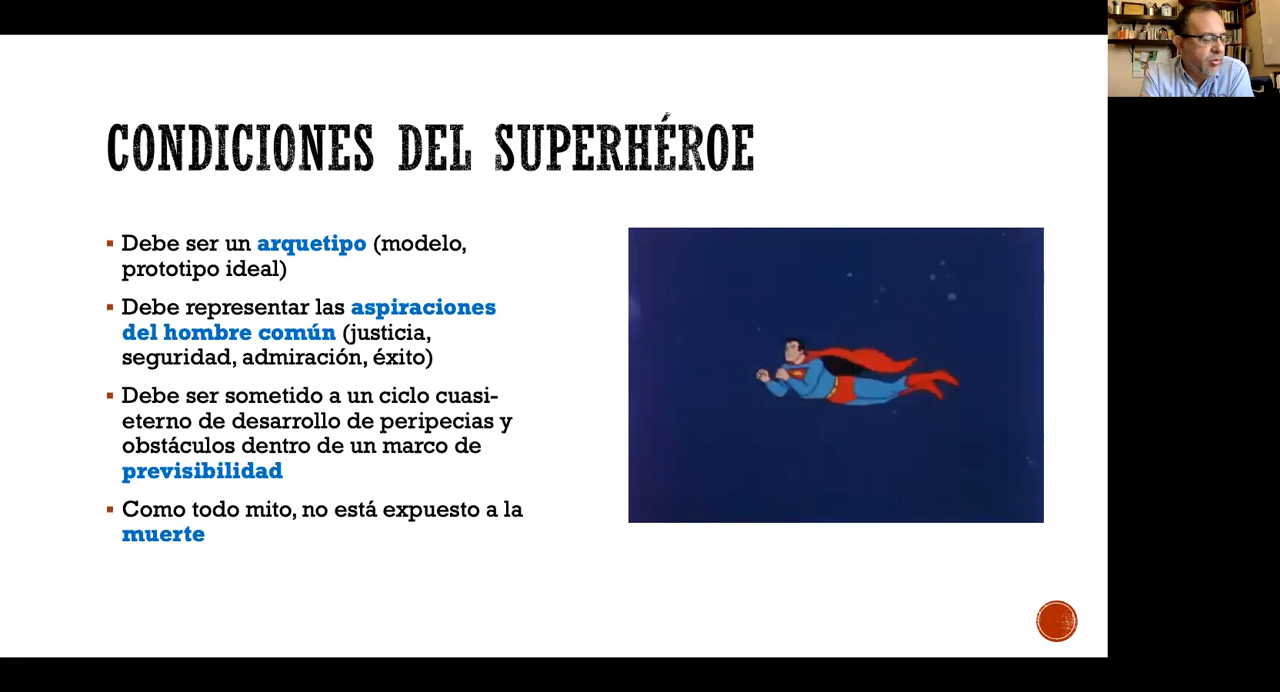 CONDICIONES DEL SUPERHÉROE
▪ Debe ser un arquetipo (modelo,
prototipo ideal)
▪ Debe representar las aspiraciones
del hombre común (justicia,
seguridad, admiración, éxito)
▪ Debe ser sometido a un ciclo cuasi-
eterno de desarrollo de peripecias y
obstáculos dentro de un marco de
previsibilidad
▪ Como todo mito, no está expuesto a la
muerte